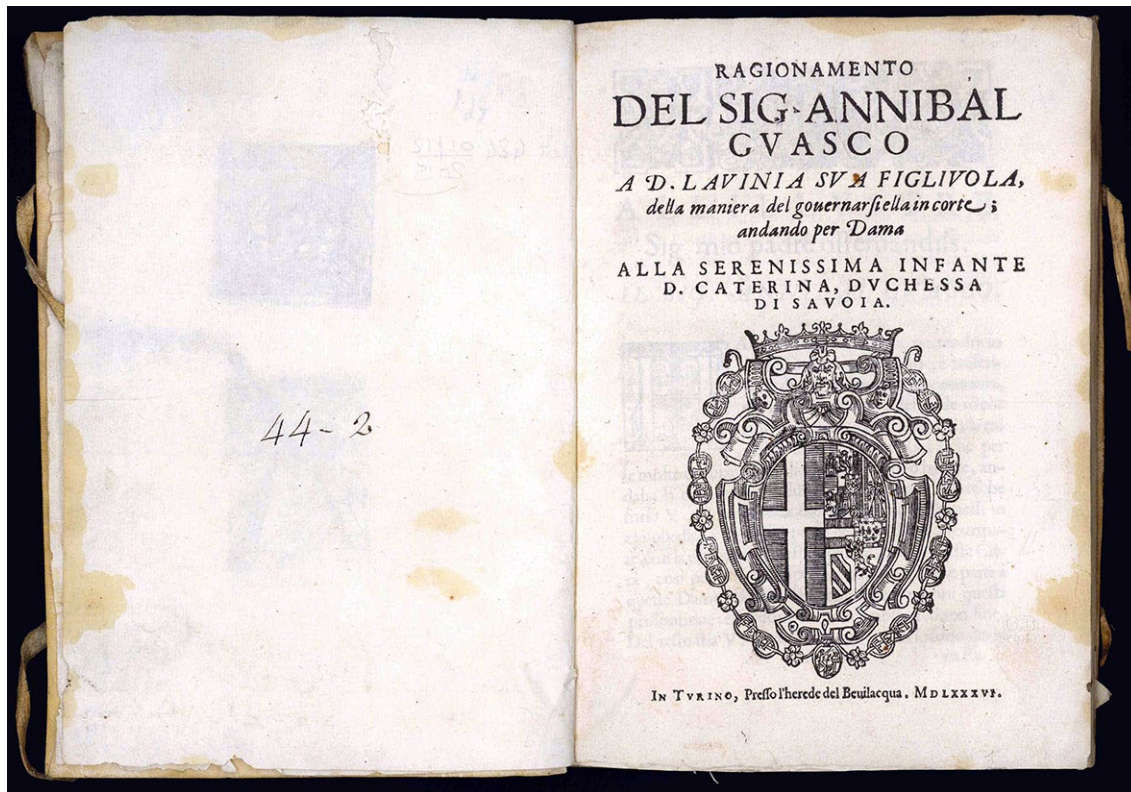 44-2
RAGIONAMENTO
DEL SIG. ANNIBAL
GVASCO
A D. LAVINIA SVA FIGLIVOLA,
della maniera del gouernarſi ella in corte;
andando per Dama
ALLA SERENISSIMA INFANTE
D. CATERINA, DVCHESSA
DI SAVOIA.
IN TVRINO, Preſſo l'herede del Beuilacqua. MDLXXXVI.